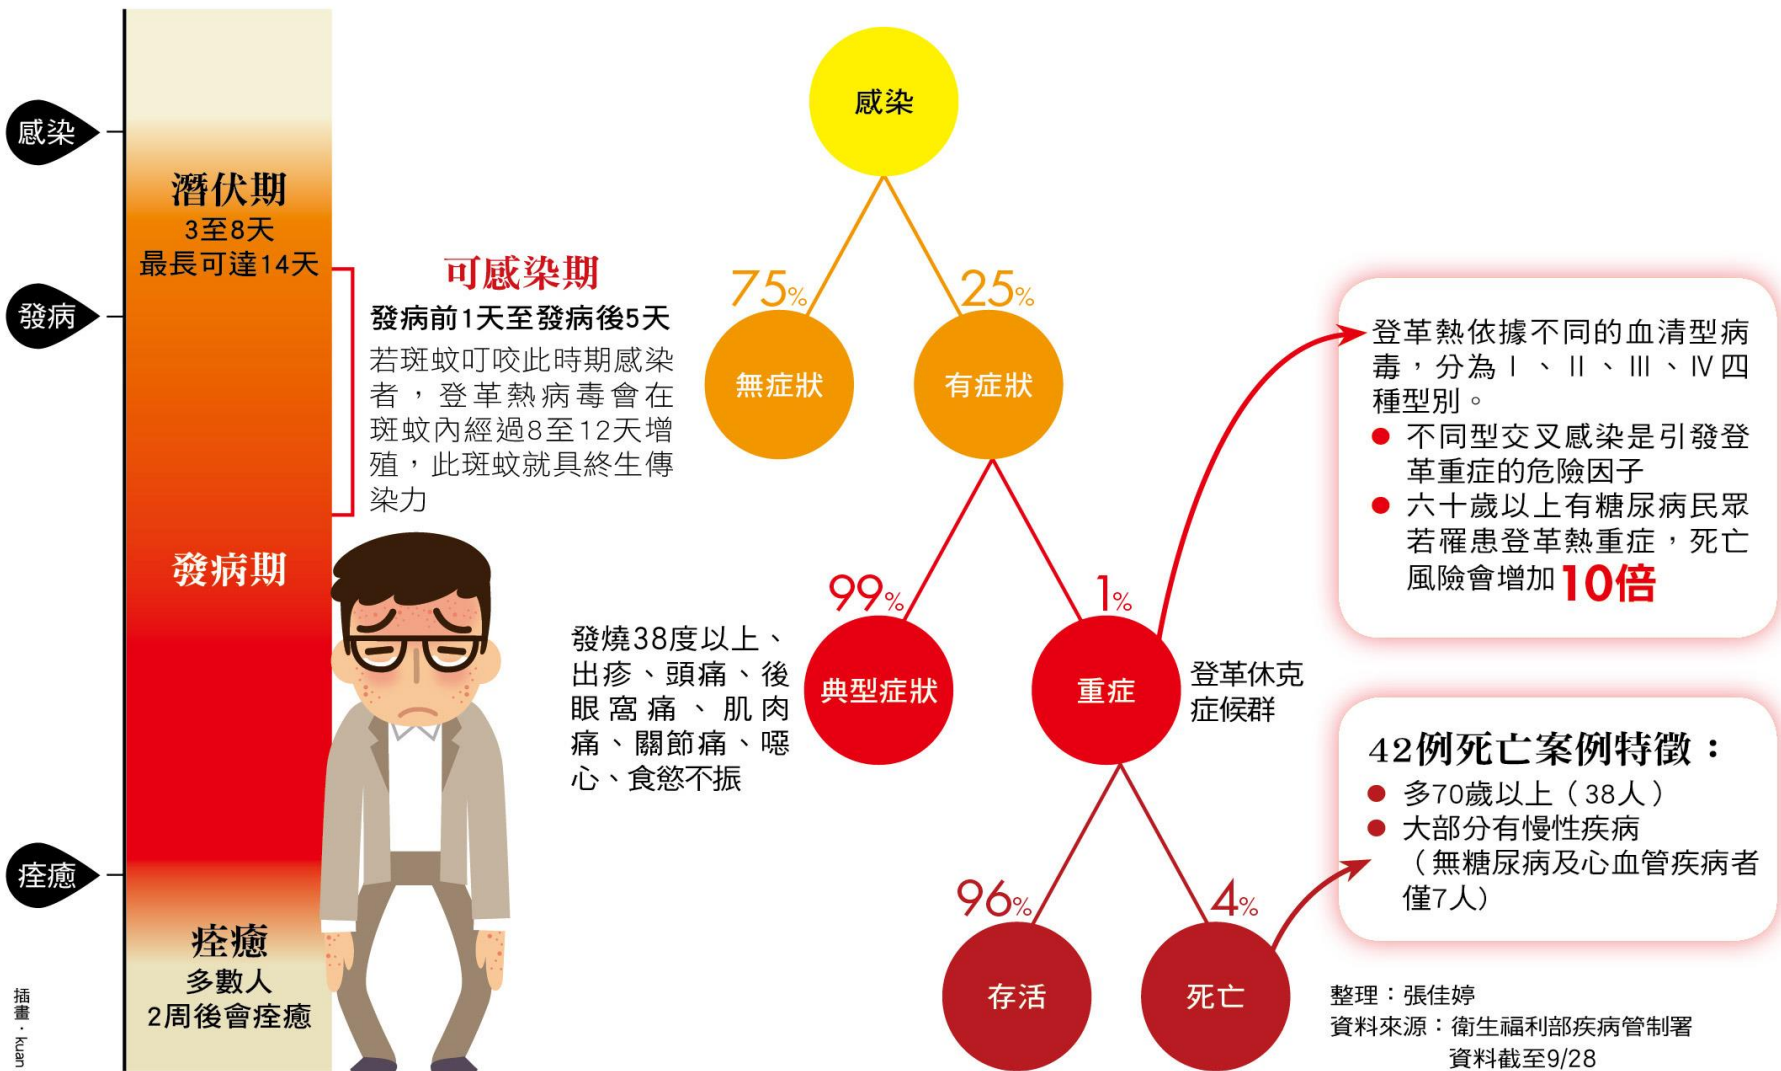 感染
潛伏期
3至8天
最長可達14天
發病
發病期
痊癒
痊癒
多數人
2周後會痊癒
可感染期
發病前1天至發病後5天
若斑蚊叮咬此時期感染
者，登革熱病毒會在
斑蚊內經過8至12天增
殖，此斑蚊就具終生傳
染力
感染
75%
25%
無症狀
有症狀
99%
1%
發燒38度以上、
出疹、頭痛、後
眼窩痛、肌肉
痛、關節痛、噁
心、食慾不振
典型症狀
重症
登革休克
症候群
96%
4%
存活
死亡
登革熱依據不同的血清型病
毒，分為Ⅰ、Ⅱ、Ⅲ、Ⅳ四
種型別。
● 不同型交叉感染是引發登
革重症的危險因子
● 六十歲以上有糖尿病民眾
若罹患登革熱重症，死亡
風險會增加10倍
42例死亡案例特徵：
● 多70歲以上（38人）
● 大部分有慢性疾病
（無糖尿病及心血管疾病者
僅7人）
整理：張佳婷
資料來源：衛生福利部疾病管制署
資料截至9/28
插畫．kuan